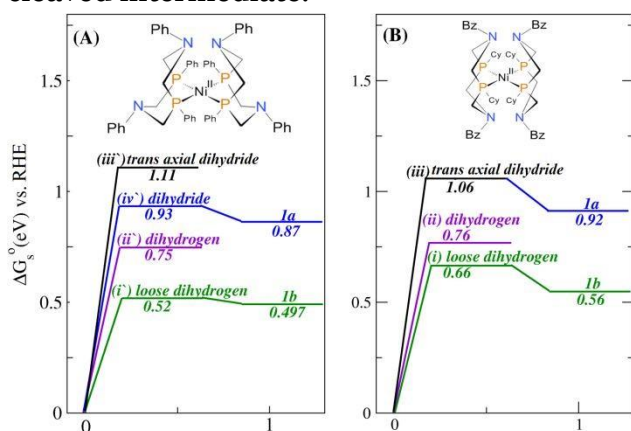 cleaved intermediate.
(A)
Ph
Ph
N
N
Ph
Ph
P
P
Ni
II
N
P
P
N
Ph
Ph
Ph
Ph
(iii`) trans axial dihydride
1.11
(iv`) dihydride
0.93
1a
0.87
(ii`) dihydrogen
0.75
(i`) loose dihydrogen
0.52
1b
0.497
ΔGs° (eV) vs. RHE
1.5
1
0.5
0
0
1
(B)
Bz
Bz
N
N
Cy
Cy
P
P
Ni
II
P
P
Cy
Cy
N
N
Bz
Bz
(iii) trans axial dihydride
1.06
1a
0.92
(ii) dihydrogen
0.76
(i) loose dihydrogen
0.66
1b
0.56
1.5
1
0.5
0
0
1